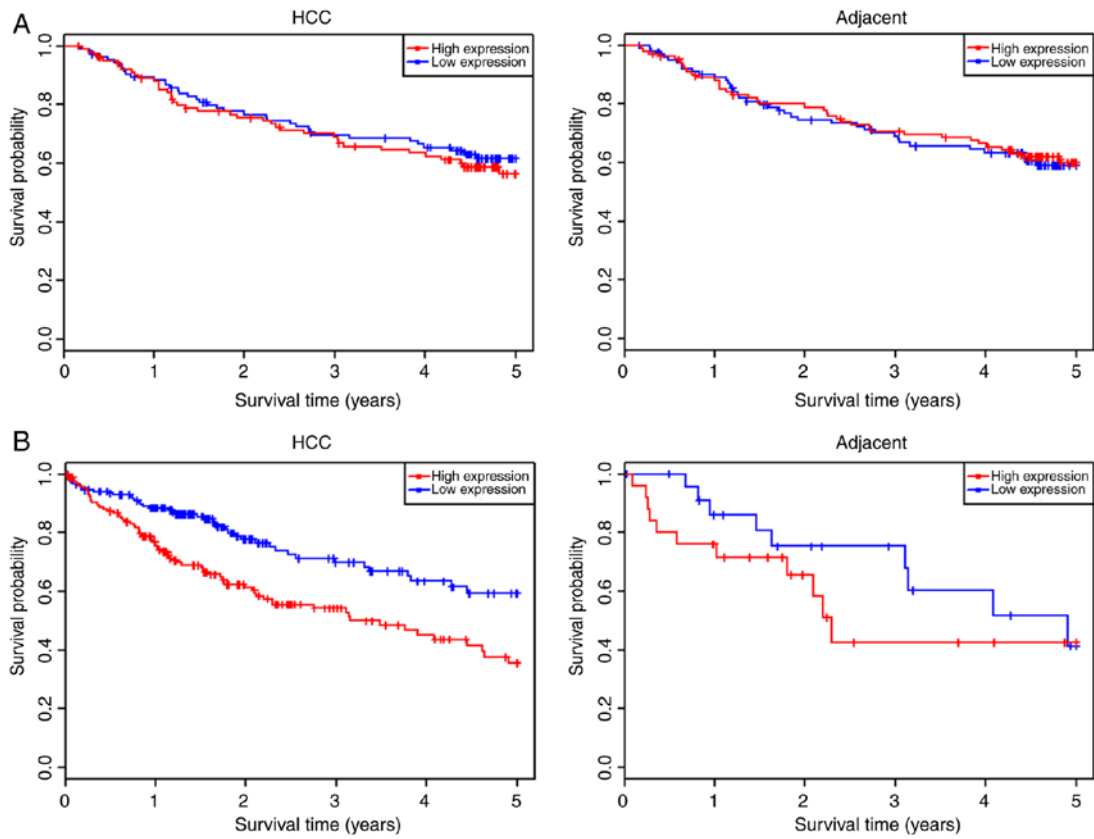 A
HCC
High expression
Low expression
Survival probability
1.0
0.8
0.6
0.4
0.2
0.0
0 1 2 3 4 5
Survival time (years)
Adjacent
High expression
Low expression
Survival probability
1.0
0.8
0.6
0.4
0.2
0.0
0 1 2 3 4 5
Survival time (years)
B
HCC
High expression
Low expression
Survival probability
1.0
0.8
0.6
0.4
0.2
0.0
0 1 2 3 4 5
Survival time (years)
Adjacent
High expression
Low expression
Survival probability
1.0
0.8
0.6
0.4
0.2
0.0
0 1 2 3 4 5
Survival time (years)